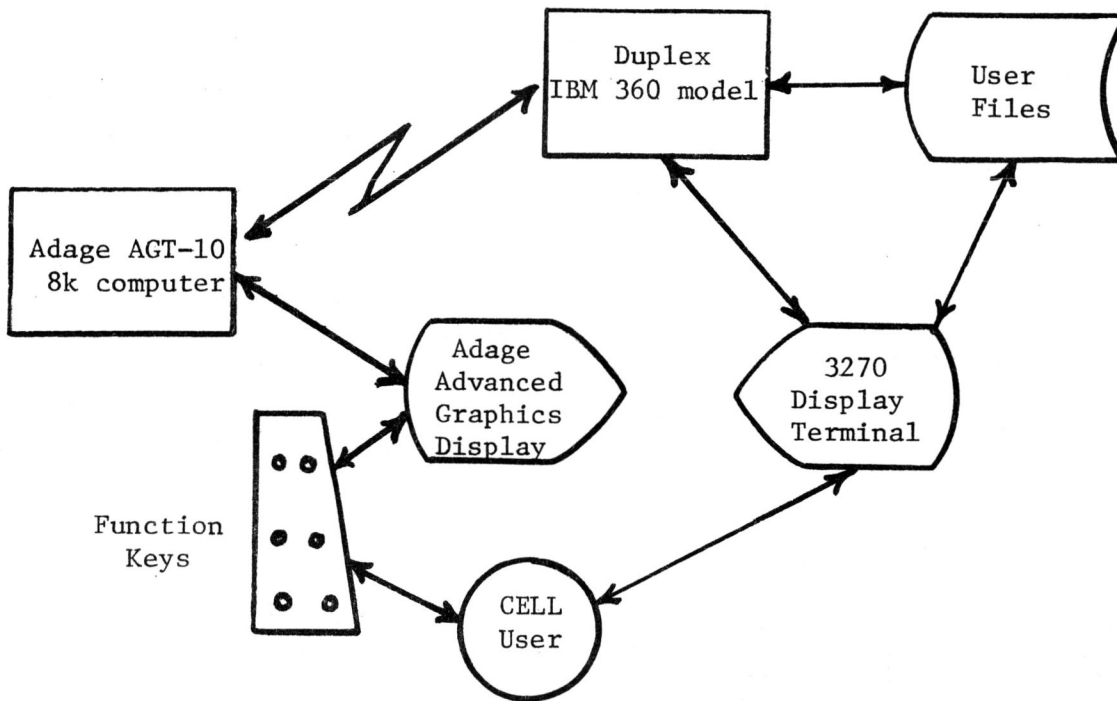 Duplex
IBM 360 model
User
Files
Adage AGT-10
8k computer
Adage
Advanced
Graphics
Display
3270
Display
Terminal
Function
Keys
CELL
User